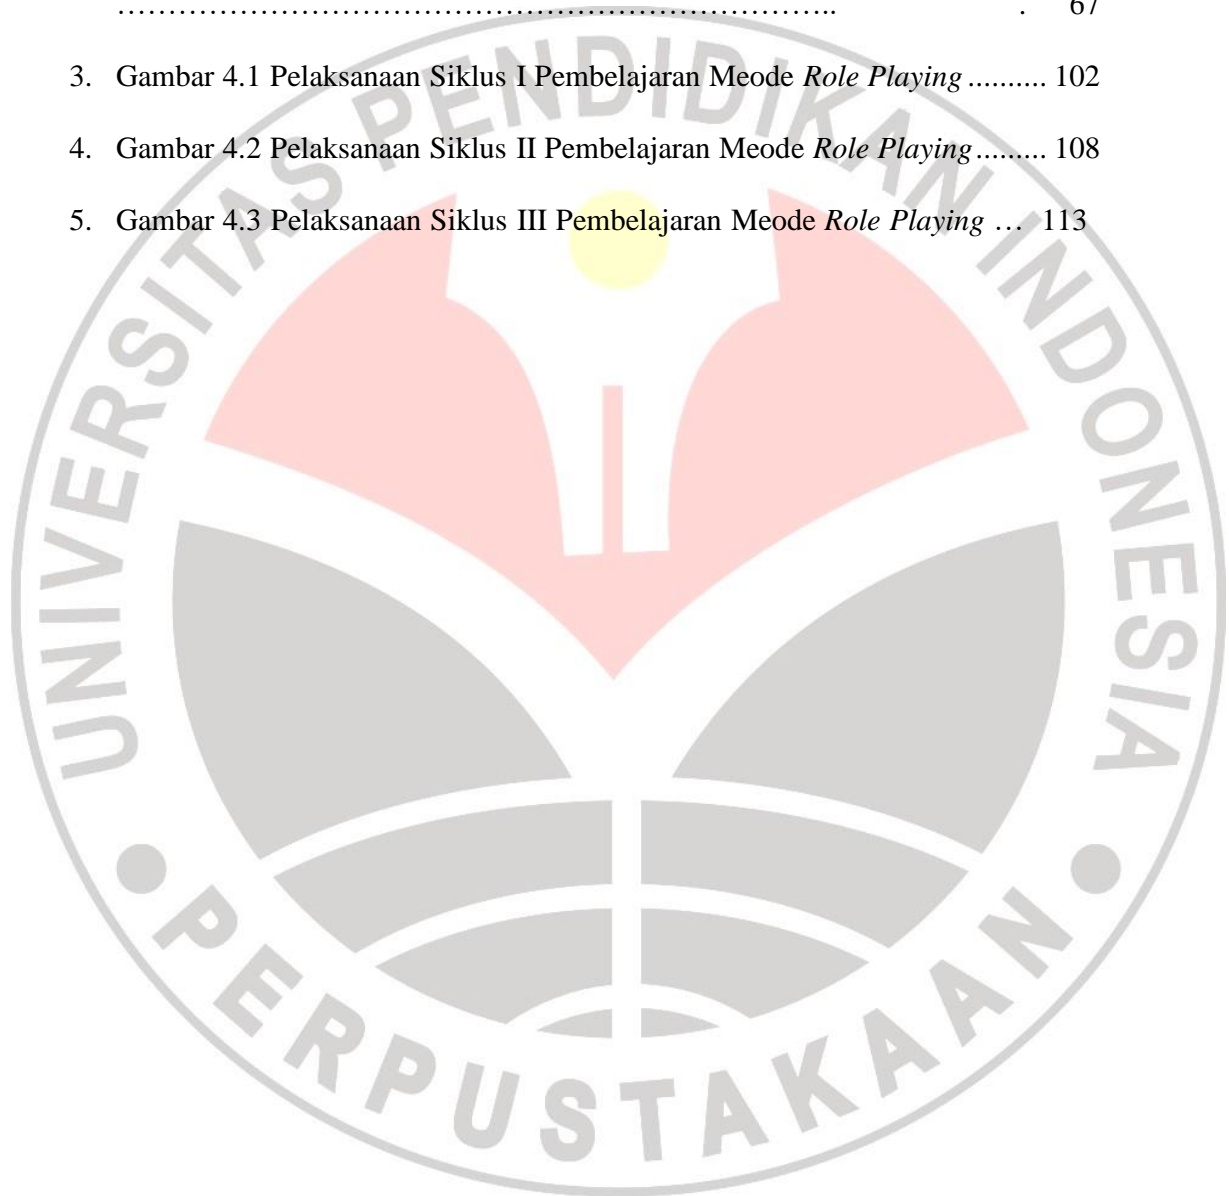 ……………………………………………………………….. . 67
3. Gambar 4.1 Pelaksanaan Siklus I Pembelajaran Meode Role Playing .......... 102
4. Gambar 4.2 Pelaksanaan Siklus II Pembelajaran Meode Role Playing ......... 108
5. Gambar 4.3 Pelaksanaan Siklus III Pembelajaran Meode Role Playing … 113
UNIVERSITAS PENDIDIKAN INDONESIA
PERPUSTAKAAN